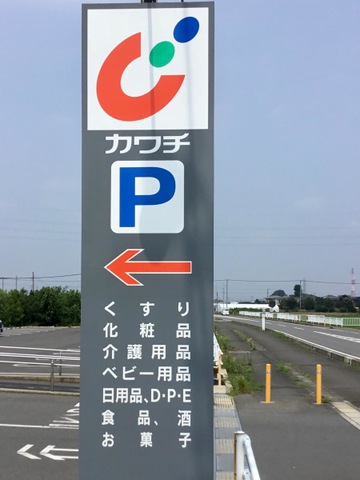 カワチ
P
くすり
化粧品
介護用品
ベビー用品
日用品、D・P・E
食品、酒
お菓子